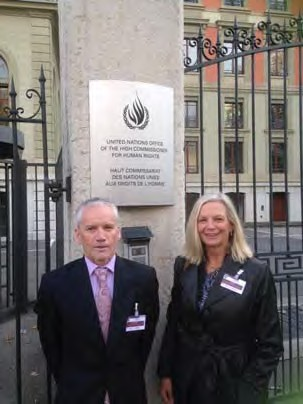 UNITED NATIONS OFFICE
OF THE HIGH COMMISSIONER
FOR HUMAN RIGHTS
HAUT COMMISSARIAT
DES NATIONS UNIES
AUX DROITS DE L'HOMME